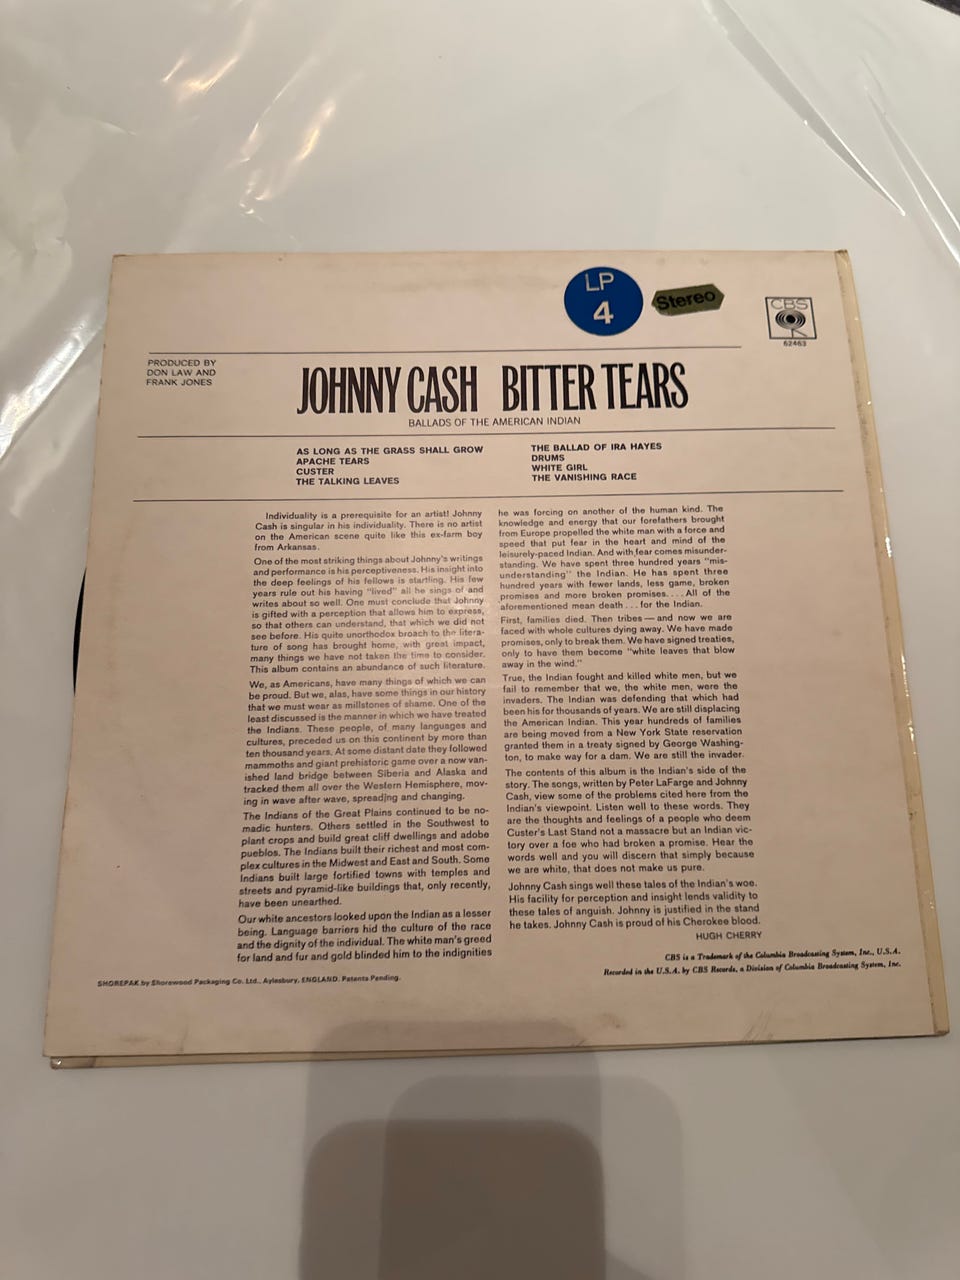 LP
4
Stereo
CBS
62463
PRODUCED BY
DON LAW AND
FRANK JONES
JOHNNY CASH BITTER TEARS
BALLADS OF THE AMERICAN INDIAN
AS LONG AS THE GRASS SHALL GROW
APACHE TEARS
CUSTER
THE TALKING LEAVES
THE BALLAD OF IRA HAYES
DRUMS
WHITE GIRL
THE VANISHING RACE
Individuality is a prerequisite for an artist! Johnny
Cash is singular in his individuality. There is no artist
on the American scene quite like this ex-farm boy
from Arkansas.
One of the most striking things about Johnny's writings
and performance is his perceptiveness. His insight into
the deep feelings of his fellows is startling. His few
years rule out his having "lived" all he sings of and
writes about so well. One must conclude that Johnny
is gifted with a perception that allows him to express,
so that others can understand, that which we did not
see before. His quite unorthodox broach to the litera-
ture of song has brought home, with great impact,
many things we have not taken the time to consider.
This album contains an abundance of such literature.
We, as Americans, have many things of which we can
be proud. But we, alas, have some things in our history
that we must wear as millstones of shame. One of the
least discussed is the manner in which we have treated
the Indians. These people, of many languages and
cultures, preceded us on this continent by more than
ten thousand years. At some distant date they followed
mammoths and giant prehistoric game over a now van-
ished land bridge between Siberia and Alaska and
tracked them all over the Western Hemisphere, mov-
ing in wave after wave, spreading and changing.
The Indians of the Great Plains continued to be no-
madic hunters. Others settled in the Southwest to
plant crops and build great cliff dwellings and adobe
pueblos. The Indians built their richest and most com-
plex cultures in the Midwest and East and South. Some
Indians built large fortified towns with temples and
streets and pyramid-like buildings that, only recently,
have been unearthed.
Our white ancestors looked upon the Indian as a lesser
being. Language barriers hid the culture of the race
and the dignity of the individual. The white man's greed
for land and fur and gold blinded him to the indignities
he was forcing on another of the human kind. The
knowledge and energy that our forefathers brought
from Europe propelled the white man with a force and
speed that put fear in the heart and mind of the
leisurely-paced Indian. And with fear comes misunder-
standing. We have spent three hundred years "mis-
understanding" the Indian. He has spent three
hundred years with fewer lands, less game, broken
promises and more broken promises.... All of the
aforementioned mean death...for the Indian.
First, families died. Then tribes — and now we are
faced with whole cultures dying away. We have made
promises, only to break them. We have signed treaties,
only to have them become "white leaves that blow
away in the wind."
True, the Indian fought and killed white men, but we
fail to remember that we, the white men, were the
invaders. The Indian was defending that which had
been his for thousands of years. We are still displacing
the American Indian. This year hundreds of families
are being moved from a New York State reservation
granted them in a treaty signed by George Washing-
ton, to make way for a dam. We are still the invader.
The contents of this album is the Indian's side of the
story. The songs, written by Peter LaFarge and Johnny
Cash, view some of the problems cited here from the
Indian's viewpoint. Listen well to these words. They
are the thoughts and feelings of a people who deem
Custer's Last Stand not a massacre but an Indian vic-
tory over a foe who had broken a promise. Hear the
words well and you will discern that simply because
we are white, that does not make us pure.
Johnny Cash sings well these tales of the Indian's woe.
His facility for perception and insight lends validity to
these tales of anguish. Johnny is justified in the stand
he takes. Johnny Cash is proud of his Cherokee blood.
HUGH CHERRY
CBS is a Trademark of the Columbia Broadcasting System, Inc., U.S.A.
Recorded in the U.S.A. by CBS Records, a Division of Columbia Broadcasting System, Inc.
SHOREPAK by Shorewood Packaging Co. Ltd., Aylesbury, ENGLAND. Patents Pending.